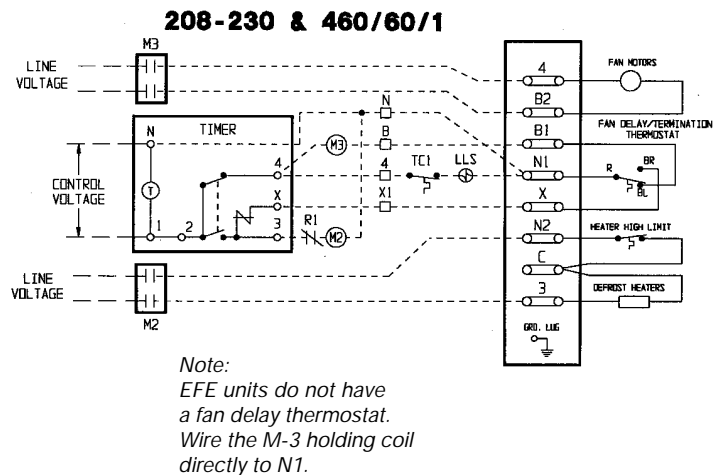 208-230 & 460/60/1
M3
LINE
VOLTAGE
4
FAN MOTORS
B2
N
TIMER
N
FAN DELAY/TERMINATION
THERMOSTAT
B
B1
M3
4
4
TC1
LLS
N1
R
BR
BL
T
CONTROL
VOLTAGE
X
X1
X
1
2
3
R1
M2
N2
HEATER HIGH LIMIT
C
LINE
VOLTAGE
3
DEFROST HEATERS
M2
GRD. LUG
Note:
EFE units do not have
a fan delay thermostat.
Wire the M-3 holding coil
directly to N1.